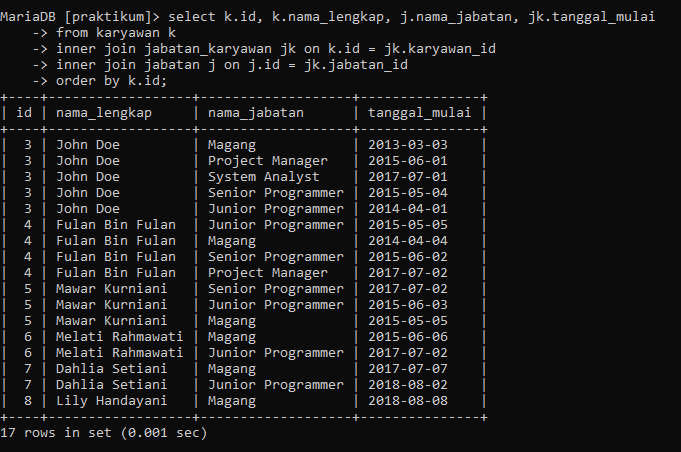 MariaDB [praktikum]> select k.id, k.nama_lengkap, j.nama_jabatan, jk.tanggal_mulai
    -> from karyawan k
    -> inner join jabatan_karyawan jk on k.id = jk.karyawan_id
    -> inner join jabatan j on j.id = jk.jabatan_id
    -> order by k.id;
+----+------------------+-------------------+---------------+
| id | nama_lengkap     | nama_jabatan      | tanggal_mulai |
+----+------------------+-------------------+---------------+
|  3 | John Doe         | Magang            | 2013-03-03    |
|  3 | John Doe         | Project Manager   | 2015-06-01    |
|  3 | John Doe         | System Analyst    | 2017-07-01    |
|  3 | John Doe         | Senior Programmer | 2015-05-04    |
|  3 | John Doe         | Junior Programmer | 2014-04-01    |
|  4 | Fulan Bin Fulan  | Junior Programmer | 2015-05-05    |
|  4 | Fulan Bin Fulan  | Magang            | 2014-04-04    |
|  4 | Fulan Bin Fulan  | Senior Programmer | 2015-06-02    |
|  4 | Fulan Bin Fulan  | Project Manager   | 2017-07-02    |
|  5 | Mawar Kurniani   | Senior Programmer | 2017-07-02    |
|  5 | Mawar Kurniani   | Junior Programmer | 2015-06-03    |
|  5 | Mawar Kurniani   | Magang            | 2015-05-05    |
|  6 | Melati Rahmawati | Magang            | 2015-06-06    |
|  6 | Melati Rahmawati | Junior Programmer | 2017-07-02    |
|  7 | Dahlia Setiani   | Magang            | 2017-07-07    |
|  7 | Dahlia Setiani   | Junior Programmer | 2018-08-02    |
|  8 | Lily Handayani   | Magang            | 2018-08-08    |
+----+------------------+-------------------+---------------+
17 rows in set (0.001 sec)